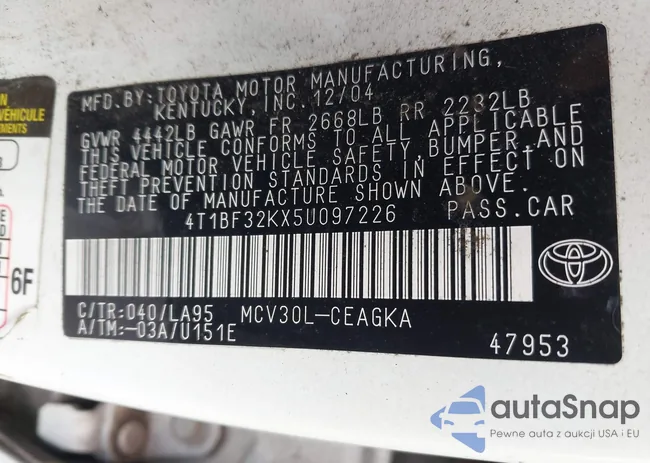 MFD.BY:TOYOTA MOTOR MANUFACTURING,
KENTUCKY, INC.12/04
GVWR 4442LB GAWR FR 2668LB RR 2232LB
THIS VEHICLE CONFORMS TO ALL APPLICABLE
FEDERAL MOTOR VEHICLE SAFETY,BUMPER,AND
THEFT PREVENTION STANDARDS IN EFFECT ON
THE DATE OF MANUFACTURE SHOWN ABOVE.
4T1BF32KX5U097226 PASS.CAR
C/TR:040/LA95 MCV30L-CEAGKA
A/TM:-03A/U151E
47953
VÉHICULE
6F
autaSnap
Pewne auta z aukcji USA i EU